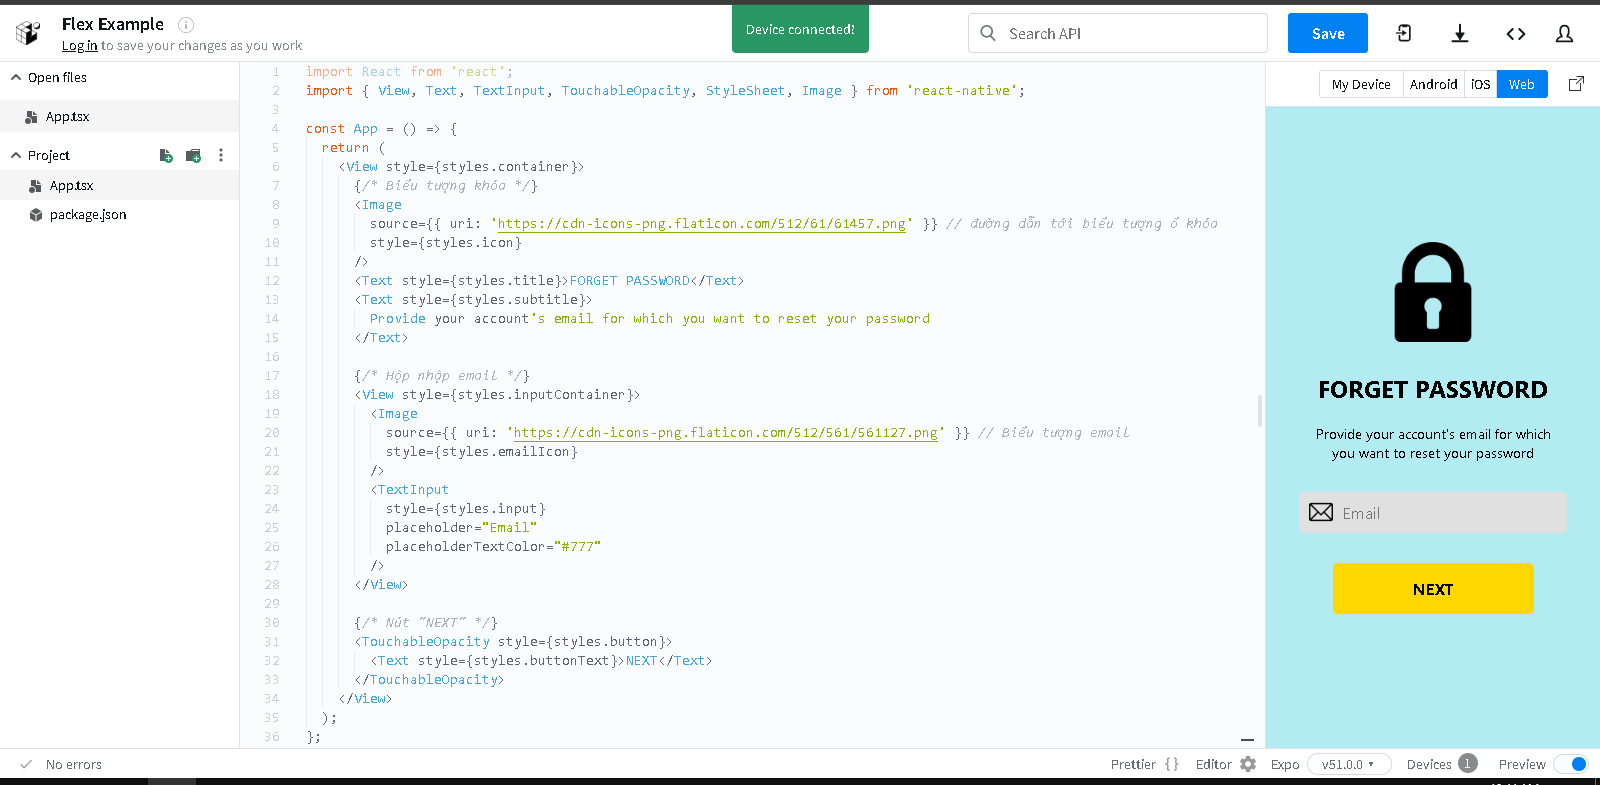 Flex Example
Log in to save your changes as you work
Device connected!
Search API
Save
Open files
App.tsx
Project
App.tsx
package.json
1 import React from 'react';
2 import { View, Text, TextInput, TouchableOpacity, StyleSheet, Image } from 'react-native';
3
4 const App = () => {
5 return (
6 <View style={styles.container}>
7 {/* Biểu tượng khóa */}
8 <Image
9 source={{ uri: 'https://cdn-icons-png.flaticon.com/512/61/61457.png' }} // đường dẫn tới biểu tượng ổ khóa
10 style={styles.icon}
11 />
12 <Text style={styles.title}>FORGET PASSWORD</Text>
13 <Text style={styles.subtitle}>
14 Provide your account's email for which you want to reset your password
15 </Text>
16
17 {/* Hộp nhập email */}
18 <View style={styles.inputContainer}>
19 <Image
20 source={{ uri: 'https://cdn-icons-png.flaticon.com/512/561/561127.png' }} // Biểu tượng email
21 style={styles.emailIcon}
22 />
23 <TextInput
24 style={styles.input}
25 placeholder="Email"
26 placeholderTextColor="#777"
27 />
28 </View>
29
30 {/* Nút "NEXT" */}
31 <TouchableOpacity style={styles.button}>
32 <Text style={styles.buttonText}>NEXT</Text>
33 </TouchableOpacity>
34 </View>
35 );
36 };
My Device Android iOS Web
FORGET PASSWORD
Provide your account's email for which
you want to reset your password
Email
NEXT
No errors
Prettier { } Editor Expo v51.0.0 Devices 1 Preview